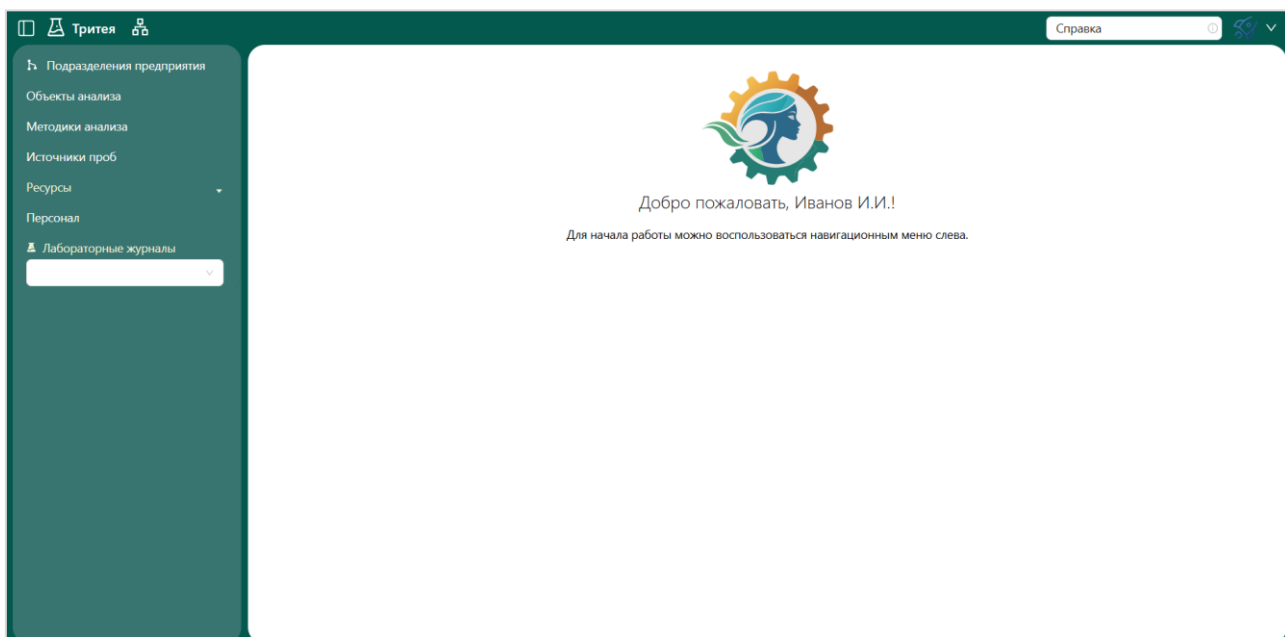 Тритея
Справка
Подразделения предприятия
Объекты анализа
Методики анализа
Источники проб
Ресурсы
Персонал
Лабораторные журналы
Добро пожаловать, Иванов И.И.!
Для начала работы можно воспользоваться навигационным меню слева.